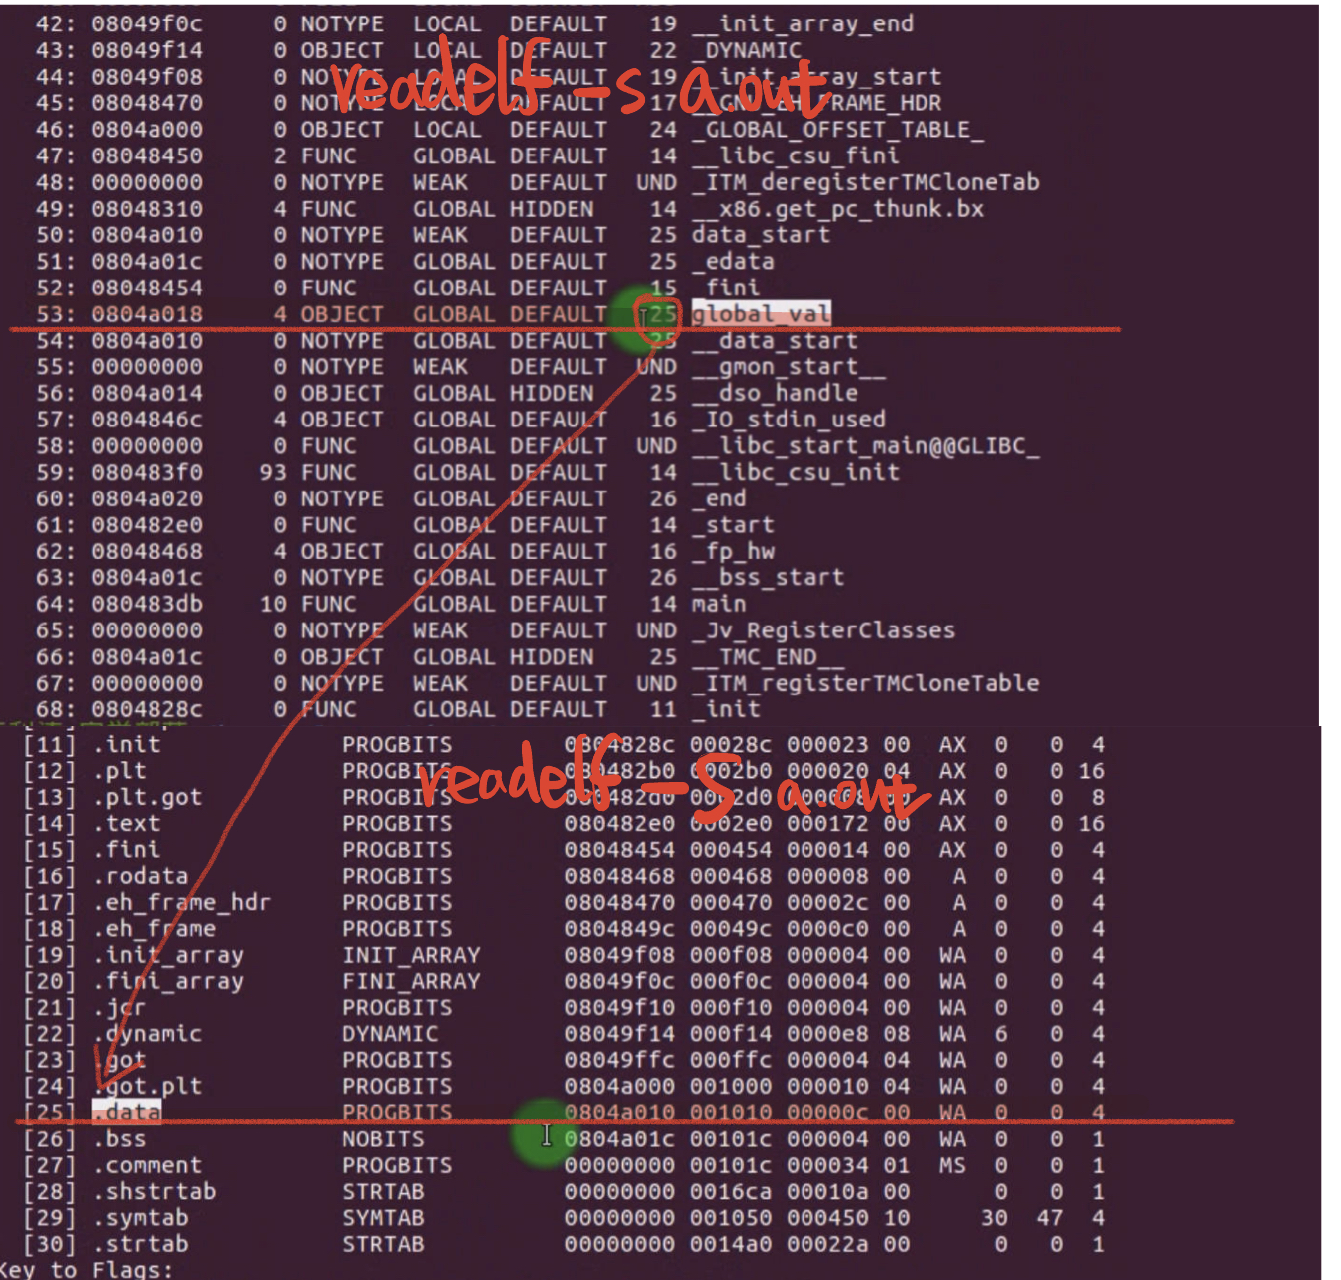 42: 08049f0c 0 NOTYPE LOCAL DEFAULT 19 __init_array_end
43: 08049f14 0 OBJECT LOCAL DEFAULT 22 _DYNAMIC
44: 08049f08 0 NOTYPE LOCAL DEFAULT 19 __init_array_start
readelf -s a.out
45: 08048470 0 NOTYPE LOCAL DEFAULT 17 __GNU_EH_FRAME_HDR
46: 0804a000 0 OBJECT LOCAL DEFAULT 24 _GLOBAL_OFFSET_TABLE_
47: 08048450 2 FUNC GLOBAL DEFAULT 14 __libc_csu_fini
48: 00000000 0 NOTYPE WEAK DEFAULT UND _ITM_deregisterTMCloneTab
49: 08048310 4 FUNC GLOBAL HIDDEN 14 __x86.get_pc_thunk.bx
50: 0804a010 0 NOTYPE WEAK DEFAULT 25 data_start
51: 0804a01c 0 NOTYPE GLOBAL DEFAULT 25 _edata
52: 08048454 0 FUNC GLOBAL DEFAULT 15 _fini
53: 0804a018 4 OBJECT GLOBAL DEFAULT 25 global_val
54: 0804a010 0 NOTYPE GLOBAL DEFAULT 25 __data_start
55: 00000000 0 NOTYPE WEAK DEFAULT UND __gmon_start__
56: 0804a014 0 OBJECT GLOBAL HIDDEN 25 __dso_handle
57: 0804846c 4 OBJECT GLOBAL DEFAULT 16 _IO_stdin_used
58: 00000000 0 FUNC GLOBAL DEFAULT UND __libc_start_main@@GLIBC_
59: 080483f0 93 FUNC GLOBAL DEFAULT 14 __libc_csu_init
60: 0804a020 0 NOTYPE GLOBAL DEFAULT 26 _end
61: 080482e0 0 FUNC GLOBAL DEFAULT 14 _start
62: 08048468 4 OBJECT GLOBAL DEFAULT 16 _fp_hw
63: 0804a01c 0 NOTYPE GLOBAL DEFAULT 26 __bss_start
64: 080483db 10 FUNC GLOBAL DEFAULT 14 main
65: 00000000 0 NOTYPE WEAK DEFAULT UND _Jv_RegisterClasses
66: 0804a01c 0 OBJECT GLOBAL HIDDEN 25 __TMC_END__
67: 00000000 0 NOTYPE WEAK DEFAULT UND _ITM_registerTMCloneTable
68: 0804828c 0 FUNC GLOBAL DEFAULT 11 _init
[11] .init PROGBITS 0804828c 00028c 000023 00 AX 0 0 4
[12] .plt PROGBITS 080482b0 0002b0 000020 04 AX 0 0 16
readelf -S a.out
[13] .plt.got PROGBITS 080482d0 0002d0 000008 00 AX 0 0 8
[14] .text PROGBITS 080482e0 0002e0 000172 00 AX 0 0 16
[15] .fini PROGBITS 08048454 000454 000014 00 AX 0 0 4
[16] .rodata PROGBITS 08048468 000468 000008 00 A 0 0 4
[17] .eh_frame_hdr PROGBITS 08048470 000470 00002c 00 A 0 0 4
[18] .eh_frame PROGBITS 0804849c 00049c 0000c0 00 A 0 0 4
[19] .init_array INIT_ARRAY 08049f08 000f08 000004 00 WA 0 0 4
[20] .fini_array FINI_ARRAY 08049f0c 000f0c 000004 00 WA 0 0 4
[21] .jcr PROGBITS 08049f10 000f10 000004 00 WA 0 0 4
[22] .dynamic DYNAMIC 08049f14 000f14 0000e8 08 WA 6 0 4
[23] .got PROGBITS 08049ffc 000ffc 000004 04 WA 0 0 4
[24] .got.plt PROGBITS 0804a000 001000 000010 04 WA 0 0 4
[25] .data PROGBITS 0804a010 001010 00000c 00 WA 0 0 4
[26] .bss NOBITS 0804a01c 00101c 000004 00 WA 0 0 1
[27] .comment PROGBITS 00000000 00101c 000034 01 MS 0 0 1
[28] .shstrtab STRTAB 00000000 0016ca 00010a 00 0 0 1
[29] .symtab SYMTAB 00000000 001050 000450 10 30 47 4
[30] .strtab STRTAB 00000000 0014a0 00022a 00 0 0 1
Key to Flags: